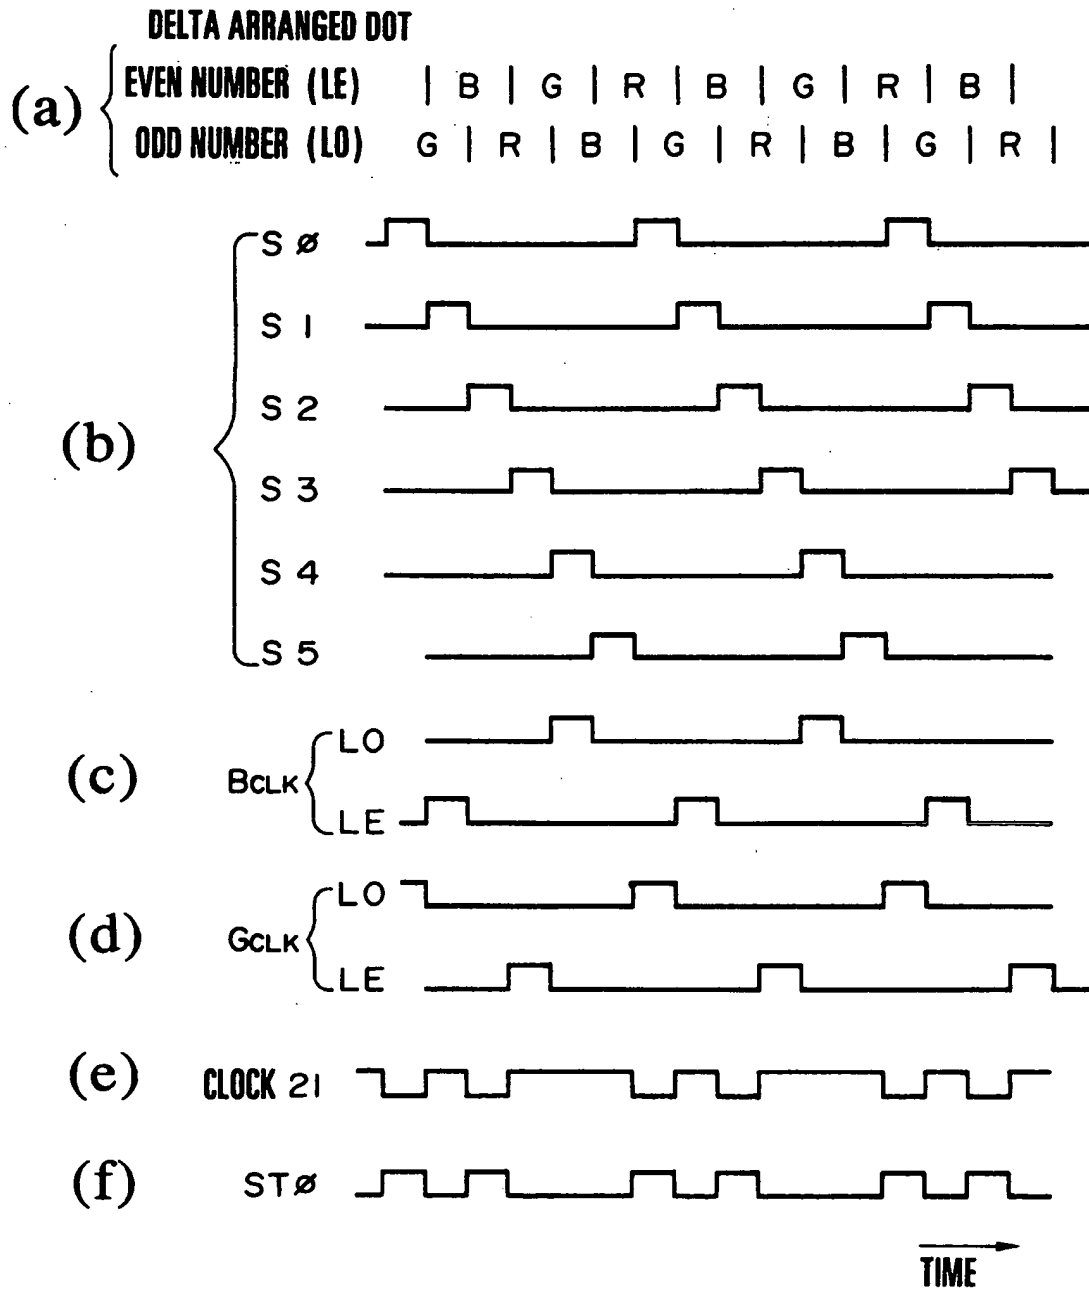 DELTA ARRANGED DOT
(a) EVEN NUMBER (LE) | B | G | R | B | G | R | B |
ODD NUMBER (LO) G | R | B | G | R | B | G | R |
S Ø
S 1
S 2
(b)
S 3
S 4
S 5
LO
(c) BCLK
LE
LO
(d) GCLK
LE
(e) CLOCK 21
(f) STØ
TIME